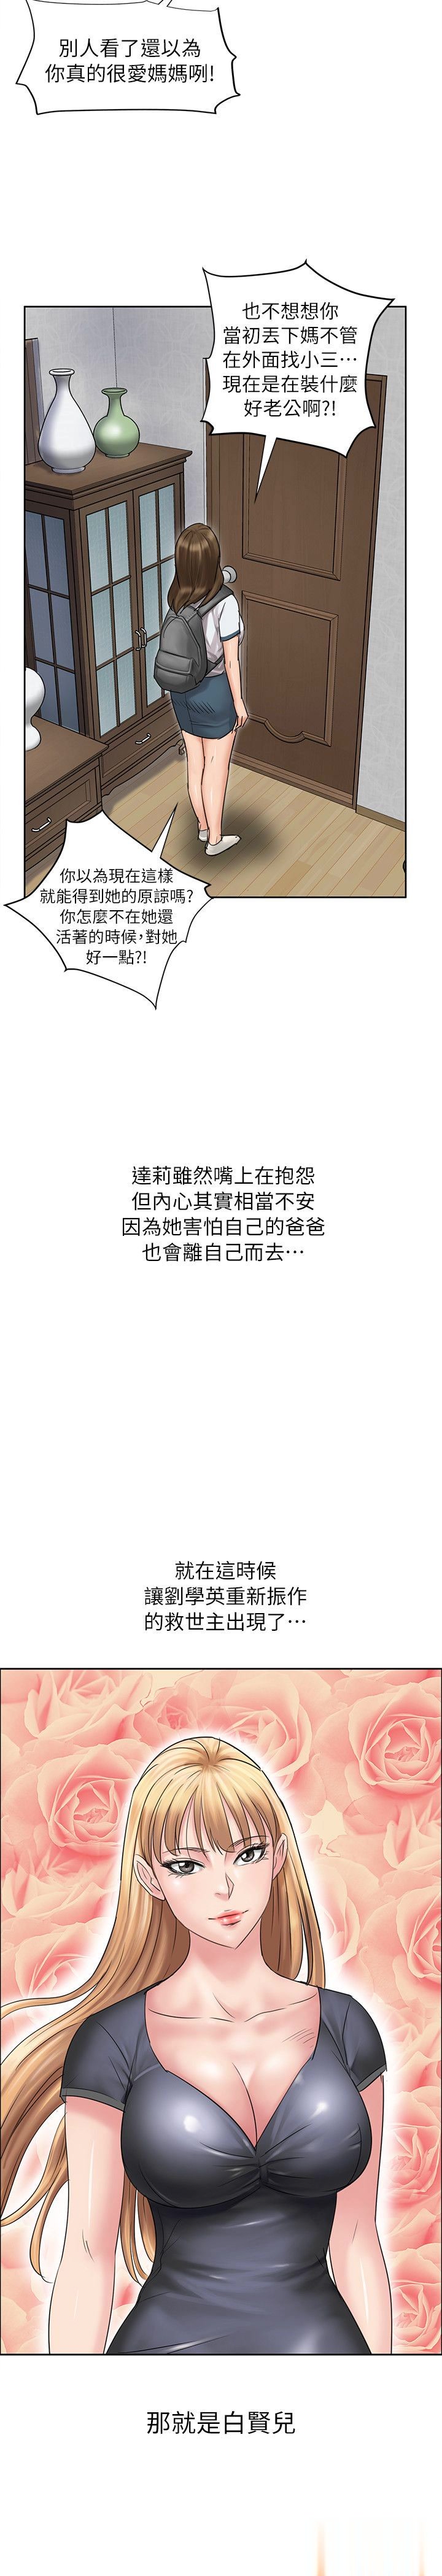 別人看了還以為
你真的很愛媽媽咧!
也不想想你
當初丟下媽不管
在外面找小三…
現在是在裝什麼
好老公啊?!
你以為現在這樣
就能得到她的原諒嗎?
你怎麼不在她還
活著的時候,對她
好一點?!
達莉雖然嘴上在抱怨
但內心其實相當不安
因為她害怕自己的爸爸
也會離自己而去…
就在這時候
讓劉學英重新振作
的救世主出現了…
那就是白賢兒